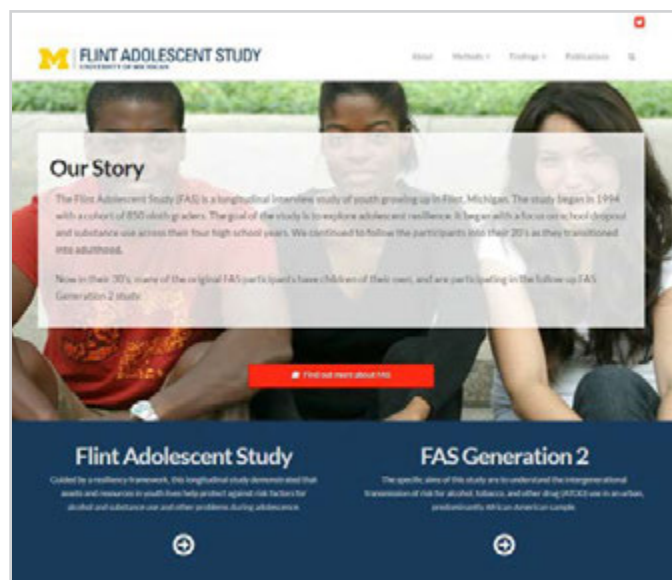 M FLINT ADOLESCENT STUDY
UNIVERSITY OF MICHIGAN
About Methods Findings Publications
Our Story
The Flint Adolescent Study (FAS) is a longitudinal interview study of youth growing up in Flint, Michigan. The study began in 1994
with a cohort of 850 ninth graders. The goal of the study is to explore adolescent resilience. It began with a focus on school dropout
and substance use across their four high school years. We continued to follow the participants into their 20's as they transitioned
into adulthood.
Now in their 30's, many of the original FAS participants have children of their own, and are participating in the follow up FAS
Generation 2 study.
Find out more about FAS
Flint Adolescent Study
Guided by a resiliency framework, this longitudinal study demonstrated that
assets and resources in youth lives help protect against risk factors for
alcohol and substance use and other problems during adolescence.
FAS Generation 2
The specific aims of this study are to understand the intergenerational
transmission of risk for alcohol, tobacco, and other drug (ATOD) use in an urban,
predominantly African American sample.